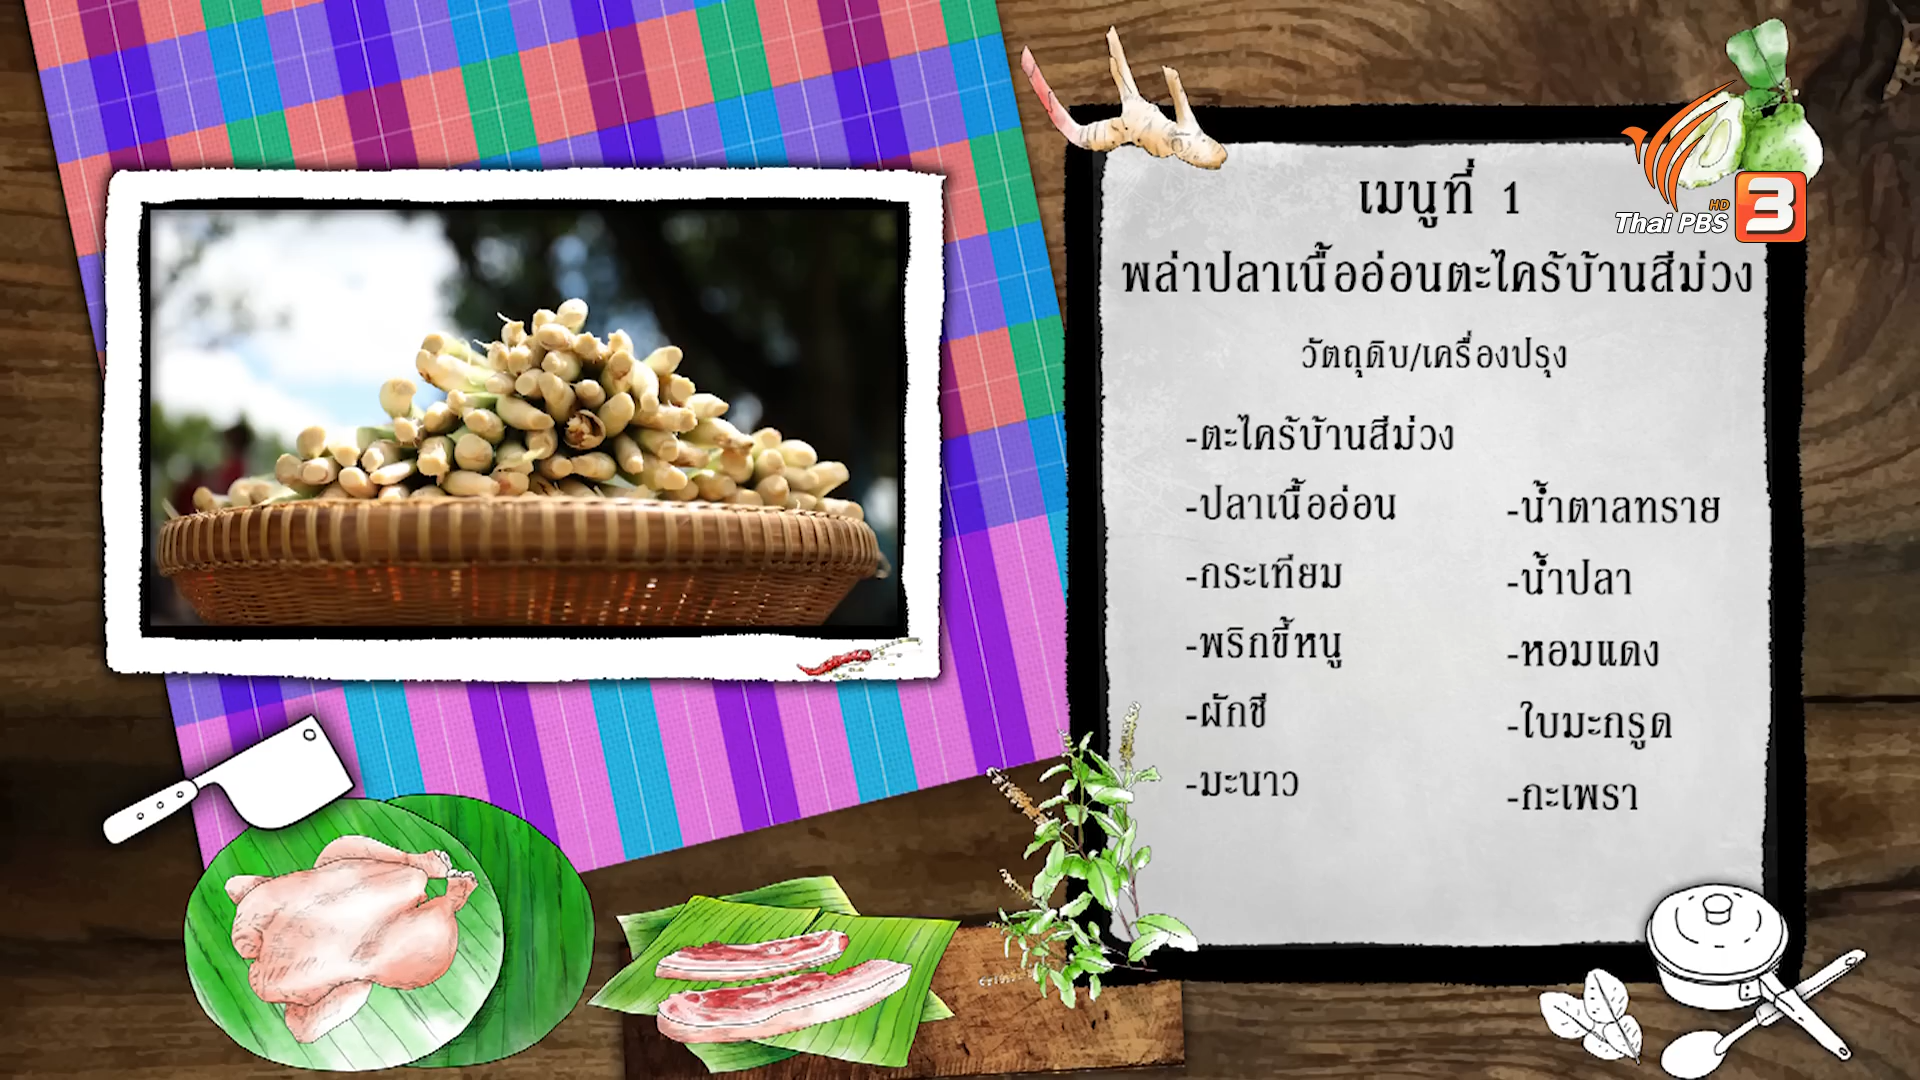 เมนูที่ 1
Thai PBS HD 3
พล่าปลาเนื้ออ่อนตะไคร้บ้านสีม่วง
วัตถุดิบ/เครื่องปรุง
-ตะไคร้บ้านสีม่วง
-ปลาเนื้ออ่อน
-กระเทียม
-พริกขี้หนู
-ผักชี
-มะนาว
-น้ำตาลทราย
-น้ำปลา
-หอมแดง
-ใบมะกรูด
-กะเพรา